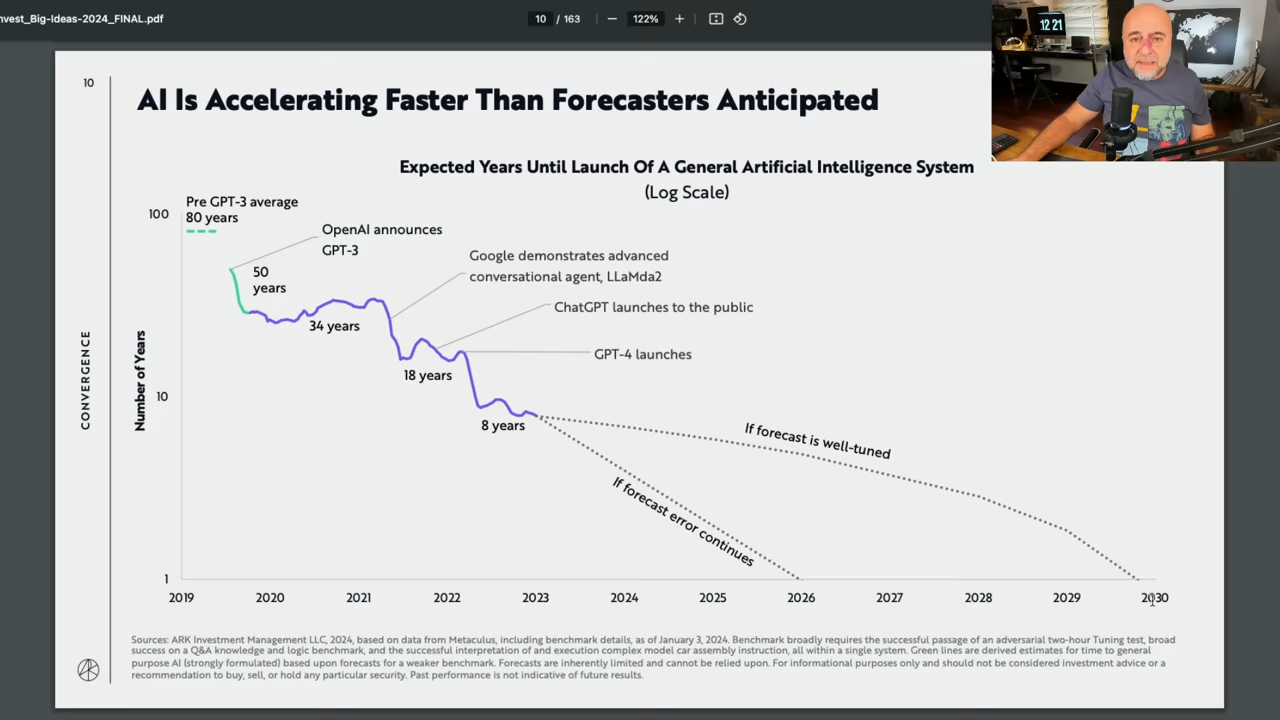 nvest_Big-Ideas-2024_FINAL.pdf
10 / 163
122%
12 21
10
AI Is Accelerating Faster Than Forecasters Anticipated
Expected Years Until Launch Of A General Artificial Intelligence System
(Log Scale)
Pre GPT-3 average
80 years
100
OpenAI announces
GPT-3
50
years
Google demonstrates advanced
conversational agent, LLaMda2
ChatGPT launches to the public
34 years
GPT-4 launches
18 years
CONVERGENCE
Number of Years
10
8 years
If forecast is well-tuned
If forecast error continues
1
2019 2020 2021 2022 2023 2024 2025 2026 2027 2028 2029 2030
Sources: ARK Investment Management LLC, 2024, based on data from Metaculus, including benchmark details, as of January 3, 2024. Benchmark broadly requires the successful passage of an adversarial two-hour Tuning test, broad
success on a Q&A knowledge and logic benchmark, and the successful interpretation of and execution complex model car assembly instruction, all within a single system. Green lines are derived estimates for time to general
purpose AI (strongly formulated) based upon forecasts for a weaker benchmark. Forecasts are inherently limited and cannot be relied upon. For informational purposes only and should not be considered investment advice or a
recommendation to buy, sell, or hold any particular security. Past performance is not indicative of future results.